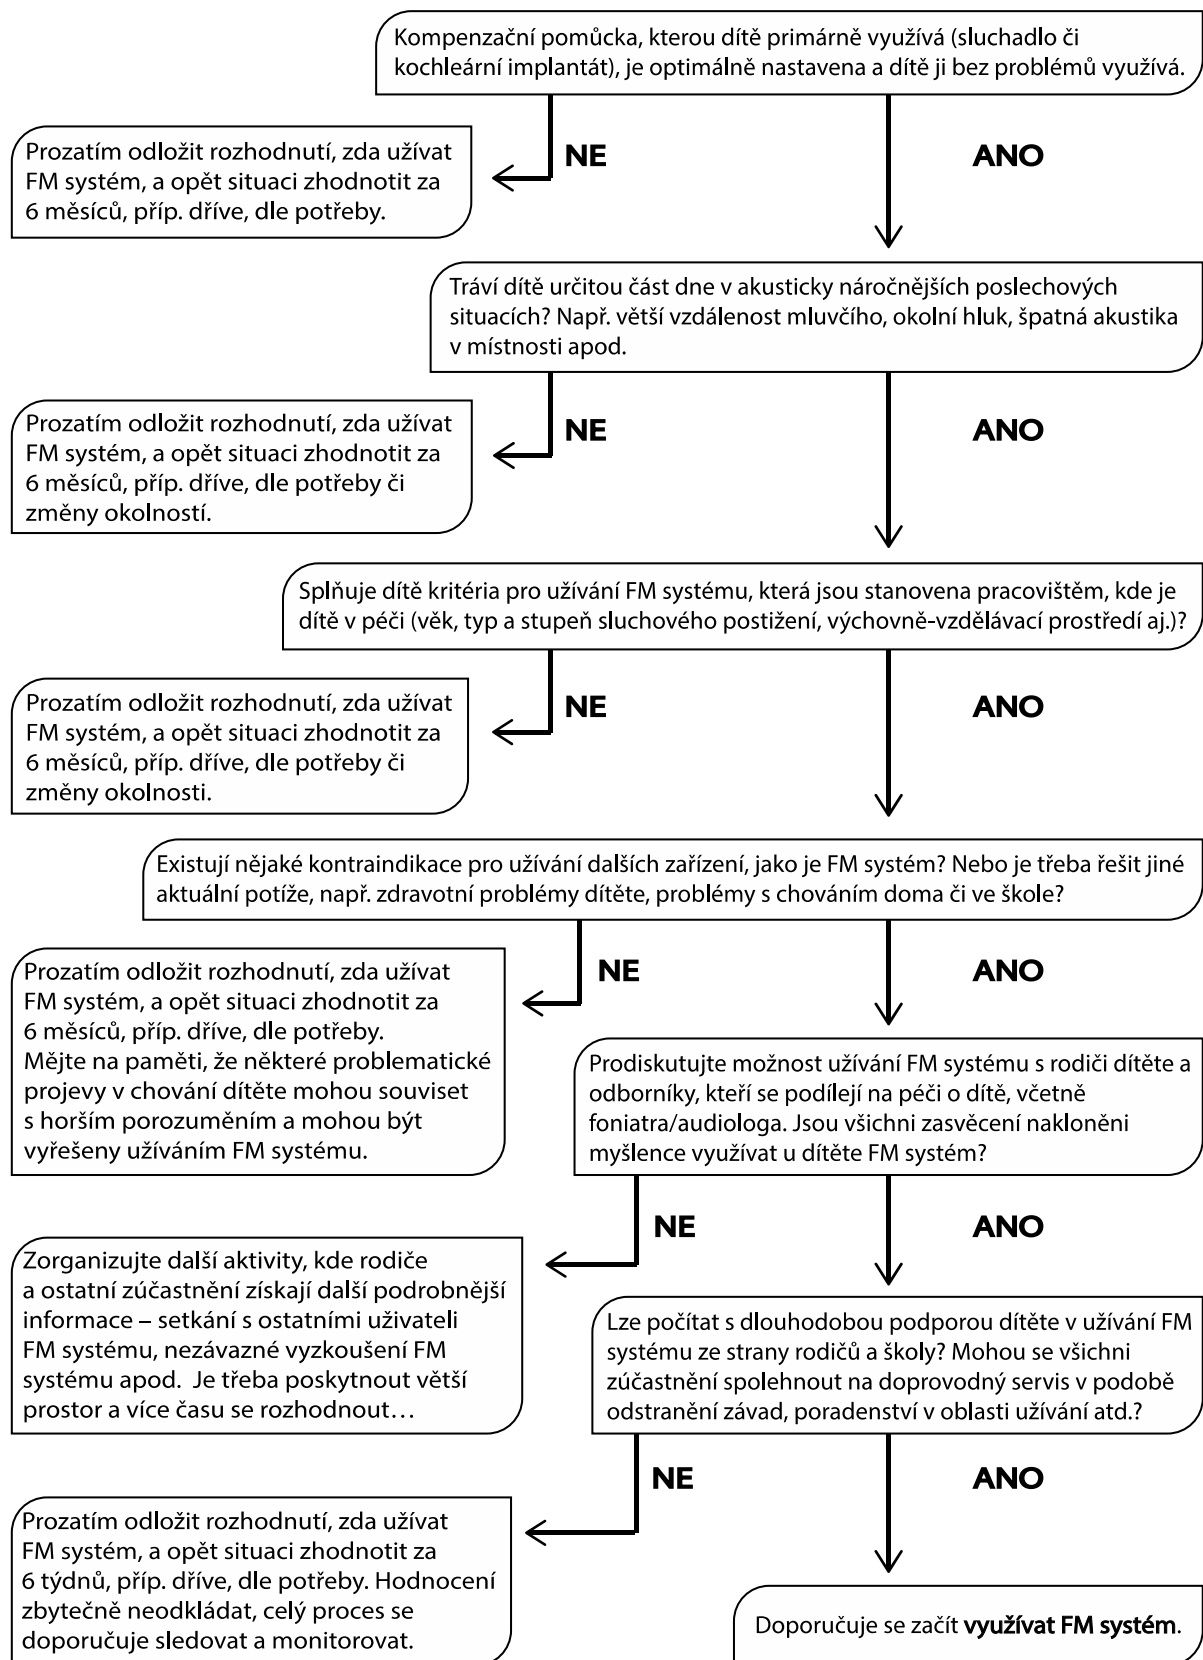 Kompenzační pomůcka, kterou dítě primárně využívá (sluchadlo či
kochleární implantát), je optimálně nastavena a dítě ji bez problémů využívá.
NE
ANO
Prozatím odložit rozhodnutí, zda užívat
FM systém, a opět situaci zhodnotit za
6 měsíců, příp. dříve, dle potřeby.
Tráví dítě určitou část dne v akusticky náročnějších poslechových
situacích? Např. větší vzdálenost mluvčího, okolní hluk, špatná akustika
v místnosti apod.
NE
ANO
Prozatím odložit rozhodnutí, zda užívat
FM systém, a opět situaci zhodnotit za
6 měsíců, příp. dříve, dle potřeby či
změny okolností.
Splňuje dítě kritéria pro užívání FM systému, která jsou stanovena pracovištěm, kde je
dítě v péči (věk, typ a stupeň sluchového postižení, výchovně-vzdělávací prostředí aj.)?
NE
ANO
Prozatím odložit rozhodnutí, zda užívat
FM systém, a opět situaci zhodnotit za
6 měsíců, příp. dříve, dle potřeby či
změny okolnosti.
Existují nějaké kontraindikace pro užívání dalších zařízení, jako je FM systém? Nebo je třeba řešit jiné
aktuální potíže, např. zdravotní problémy dítěte, problémy s chováním doma či ve škole?
NE
ANO
Prozatím odložit rozhodnutí, zda užívat
FM systém, a opět situaci zhodnotit za
6 měsíců, příp. dříve, dle potřeby.
Mějte na paměti, že některé problematické
projevy v chování dítěte mohou souviset
s horším porozuměním a mohou být
vyřešeny užíváním FM systému.
Prodiskutujte možnost užívání FM systému s rodiči dítěte a
odborníky, kteří se podílejí na péči o dítě, včetně
foniatra/audiologa. Jsou všichni zasvěcení nakloněni
myšlence využívat u dítěte FM systém?
NE
ANO
Zorganizujte další aktivity, kde rodiče
a ostatní zúčastnění získají další podrobnější
informace – setkání s ostatními uživateli
FM systému, nezávazné vyzkoušení FM
systému apod. Je třeba poskytnout větší
prostor a více času se rozhodnout…
Lze počítat s dlouhodobou podporou dítěte v užívání FM
systému ze strany rodičů a školy? Mohou se všichni
zúčastnění spolehnout na doprovodný servis v podobě
odstranění závad, poradenství v oblasti užívání atd.?
NE
ANO
Prozatím odložit rozhodnutí, zda užívat
FM systém, a opět situaci zhodnotit za
6 týdnů, příp. dříve, dle potřeby. Hodnocení
zbytečně neodkládat, celý proces se
doporučuje sledovat a monitorovat.
Doporučuje se začít využívat FM systém.